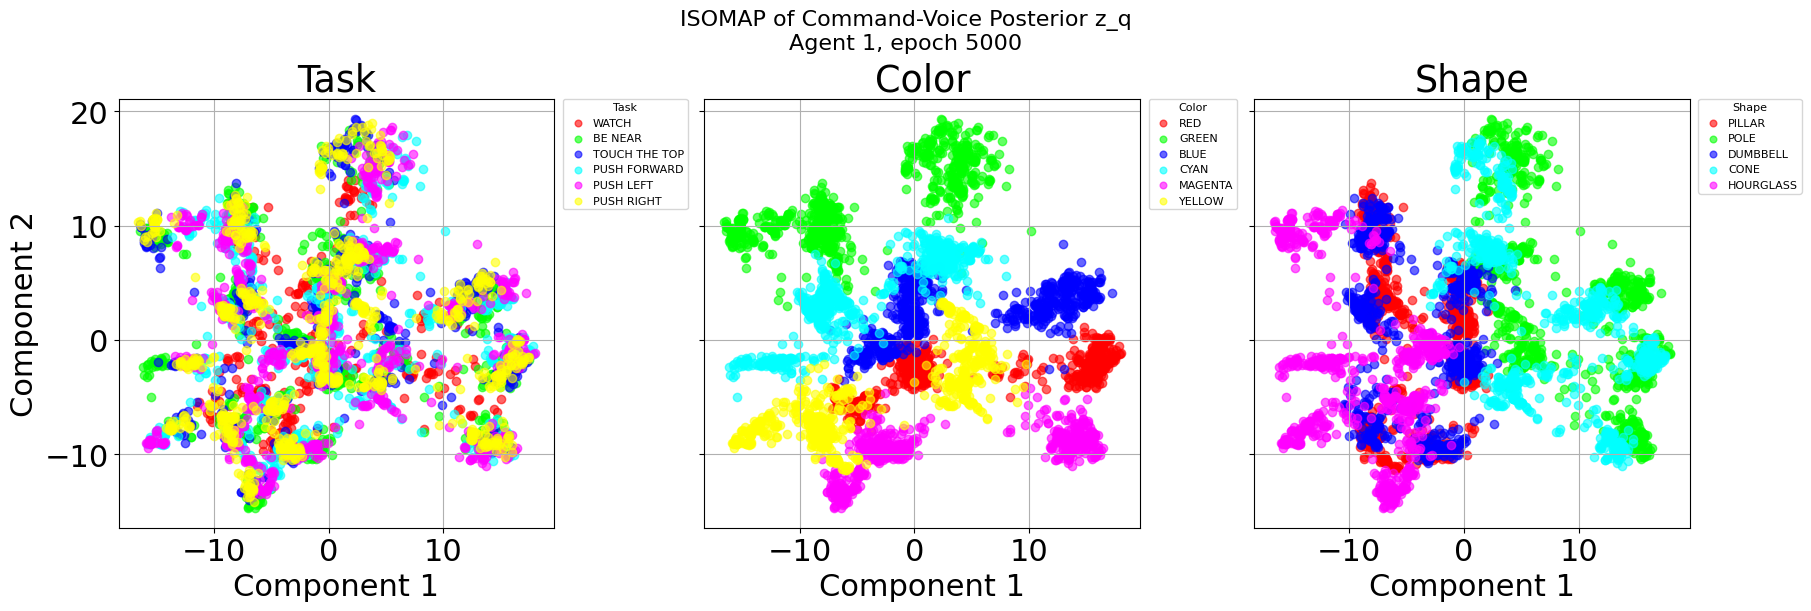 ISOMAP of Command-Voice Posterior z_q
Agent 1, epoch 5000
Task
Color
Shape
Component 2
20
10
0
−10
−10 0 10
Component 1
Task
WATCH
BE NEAR
TOUCH THE TOP
PUSH FORWARD
PUSH LEFT
PUSH RIGHT
−10 0 10
Component 1
Color
RED
GREEN
BLUE
CYAN
MAGENTA
YELLOW
−10 0 10
Component 1
Shape
PILLAR
POLE
DUMBBELL
CONE
HOURGLASS